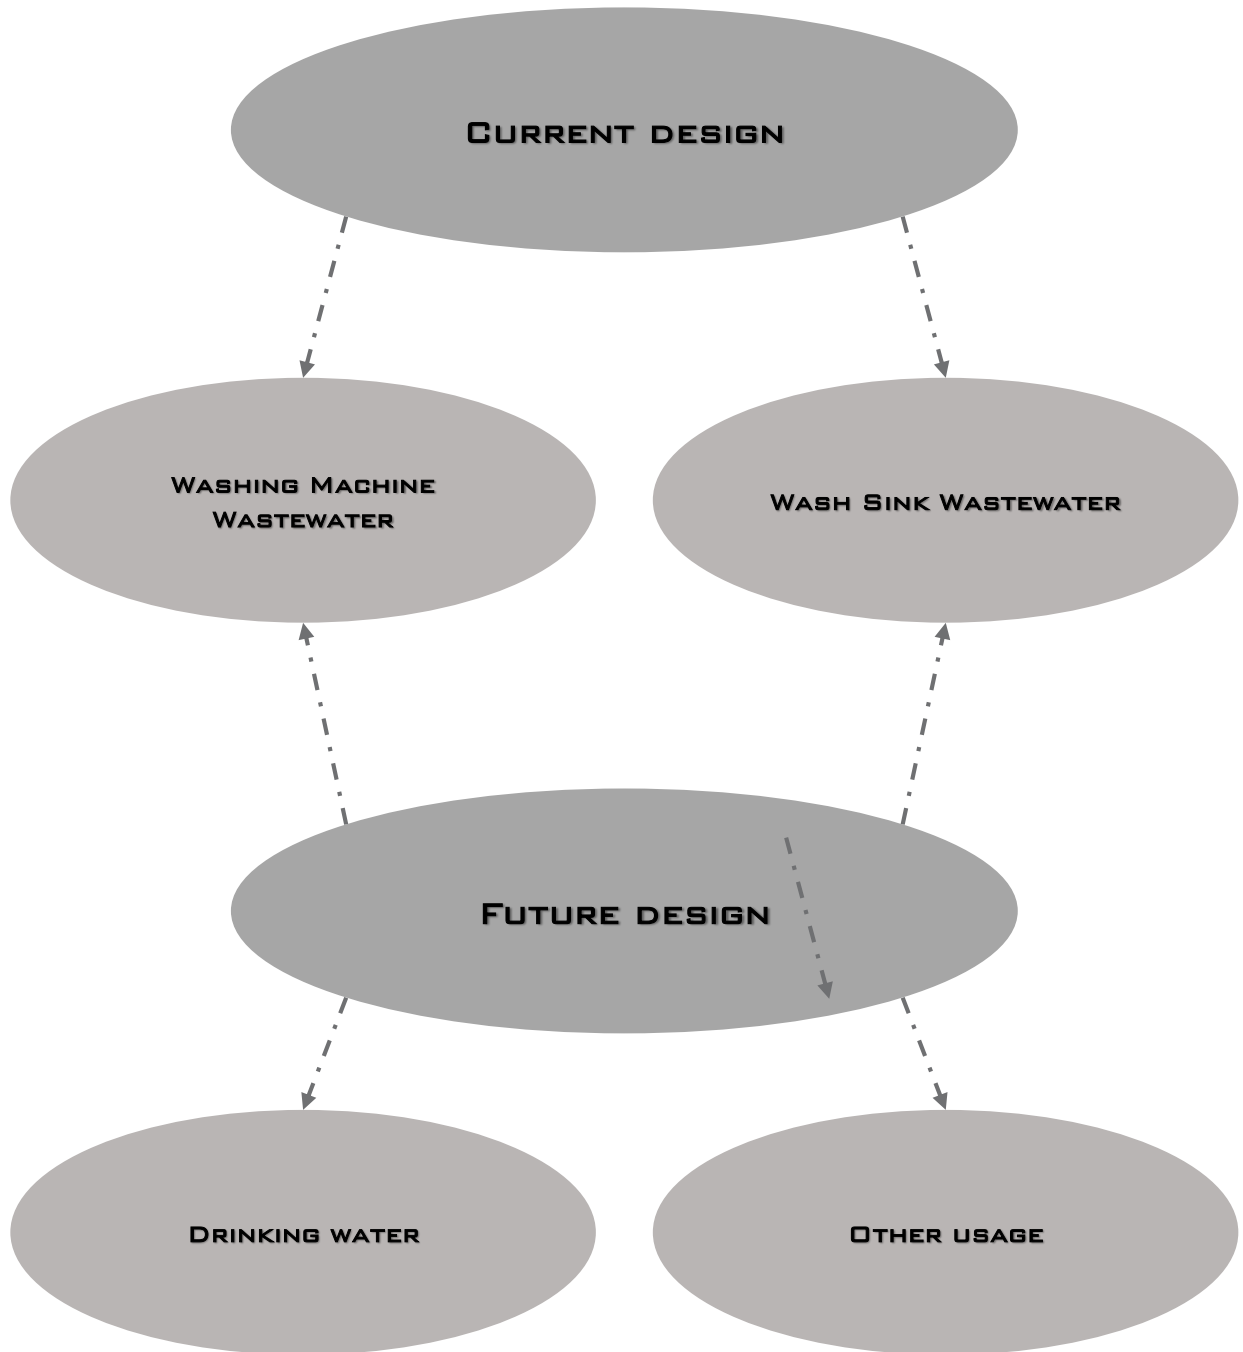 Current design
Washing Machine
Wastewater
Wash Sink Wastewater
Future design
Drinking water
Other usage